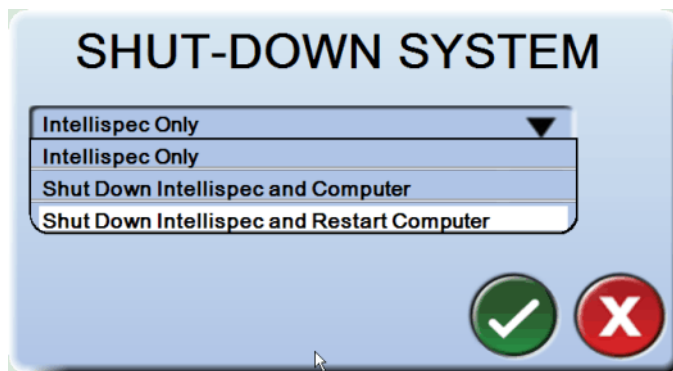 SHUT-DOWN SYSTEM
Intellispec Only
Intellispec Only
Shut Down Intellispec and Computer
Shut Down Intellispec and Restart Computer